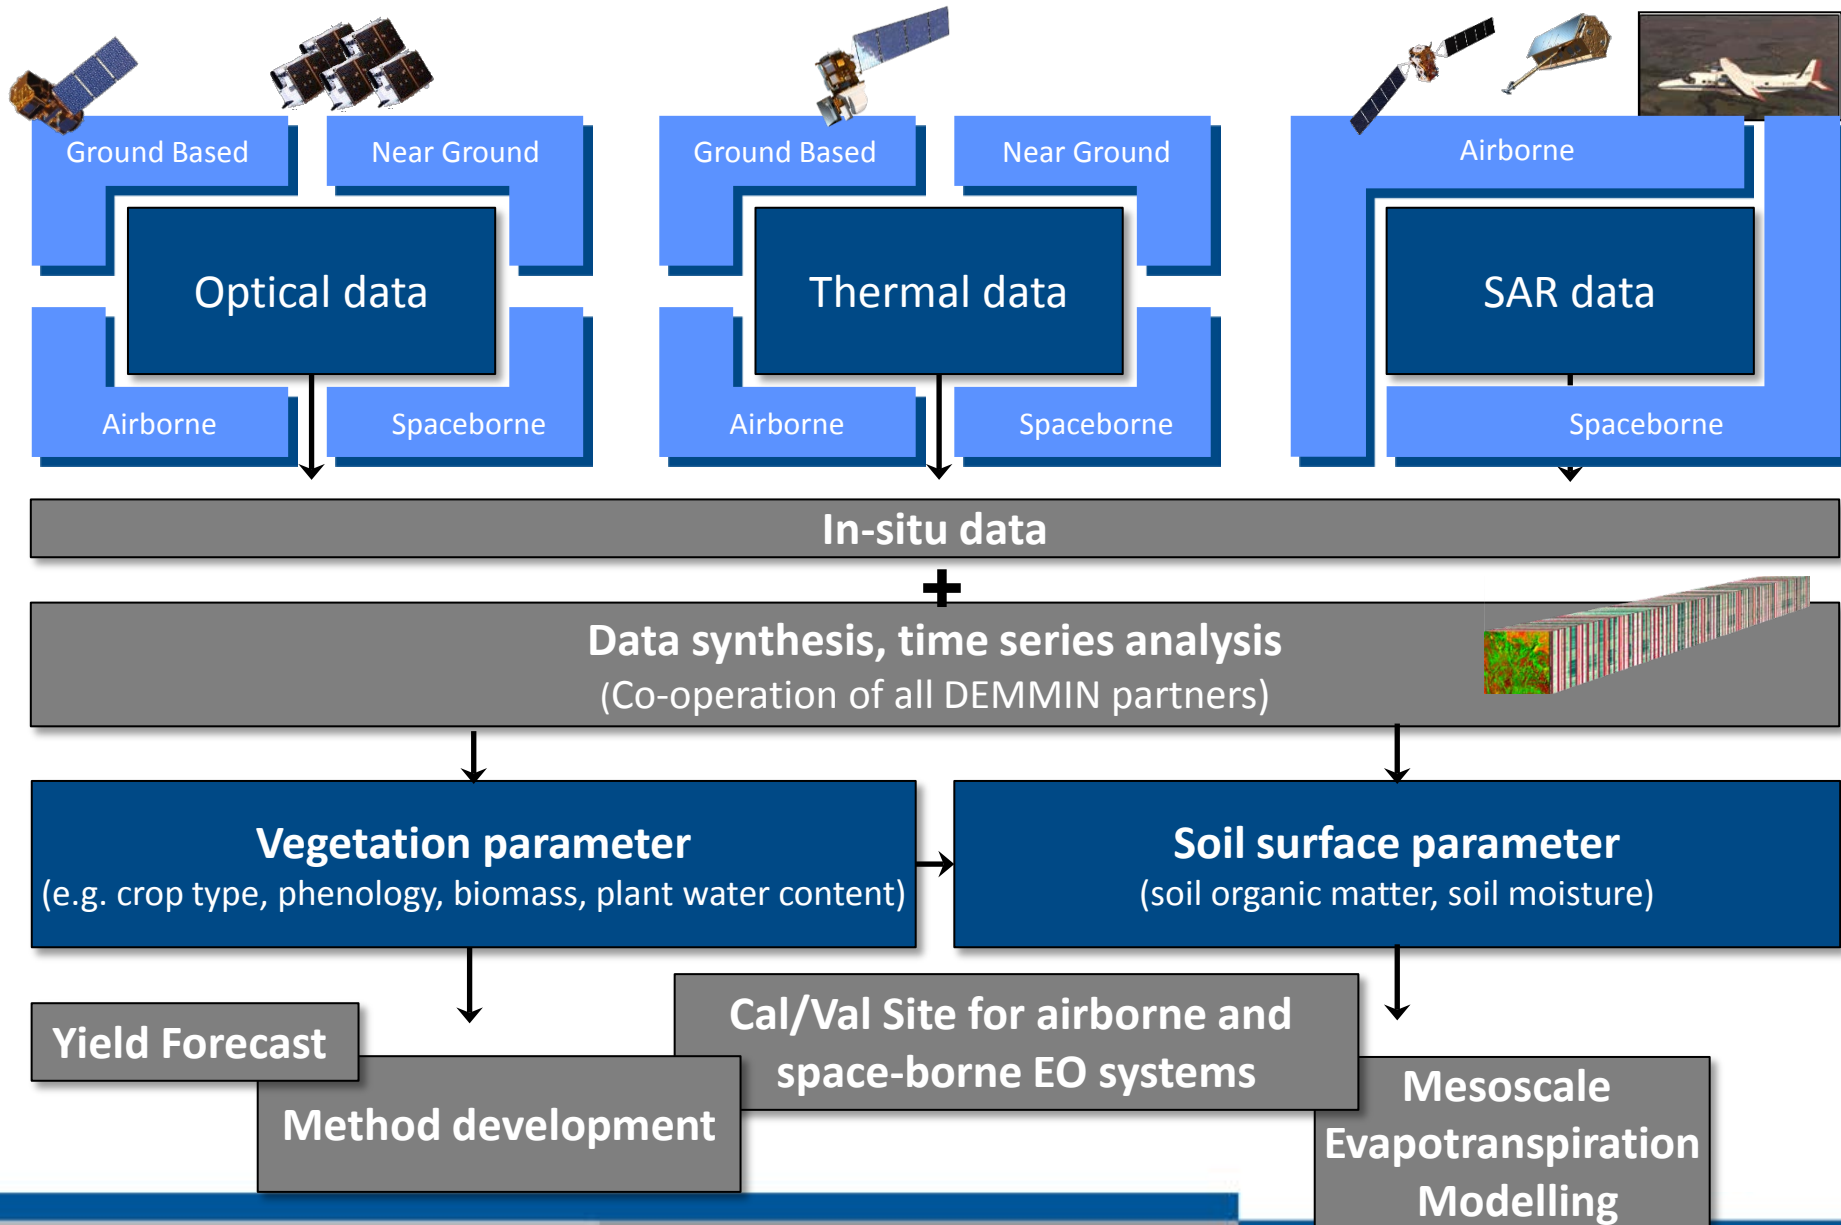 Ground Based
Near Ground
Optical data
Airborne
Spaceborne
Ground Based
Near Ground
Thermal data
Airborne
Spaceborne
Airborne
SAR data
Spaceborne
In-situ data
+
Data synthesis, time series analysis
(Co-operation of all DEMMIN partners)
Vegetation parameter
(e.g. crop type, phenology, biomass, plant water content)
Soil surface parameter
(soil organic matter, soil moisture)
Yield Forecast
Method development
Cal/Val Site for airborne and
space-borne EO systems
Mesoscale
Evapotranspiration
Modelling